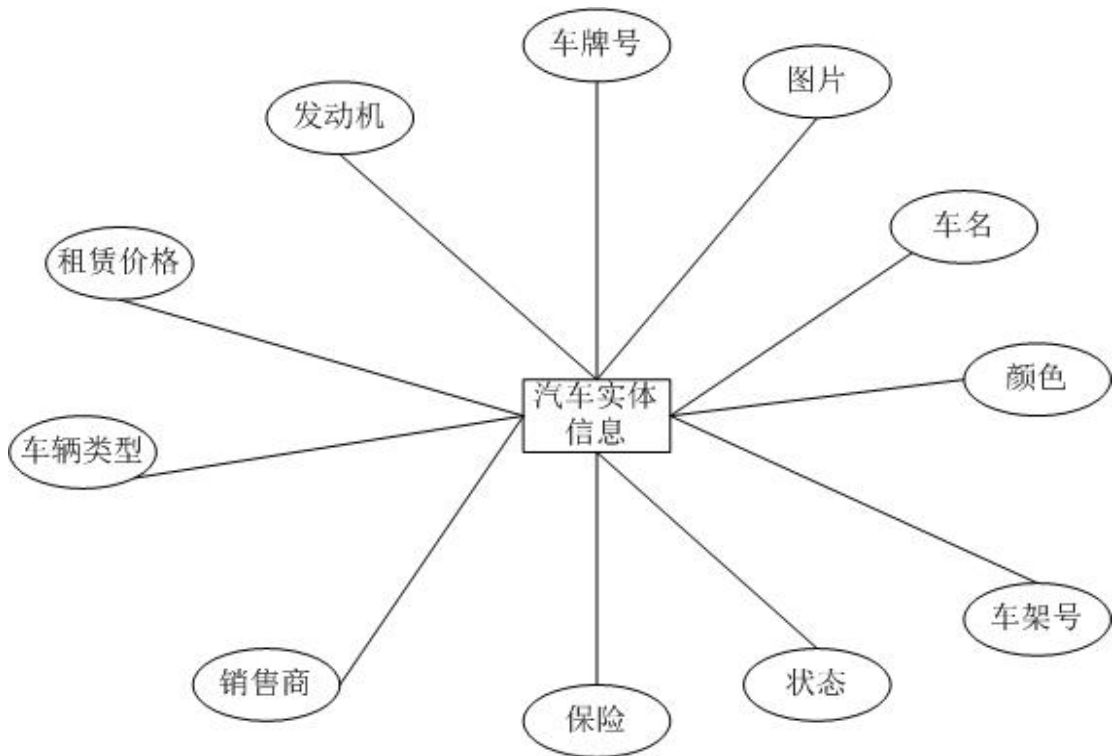 车牌号
图片
发动机
车名
租赁价格
颜色
汽车实体
信息
车辆类型
车架号
销售商
状态
保险